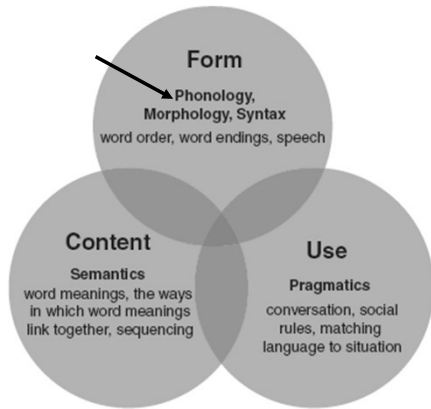 Form
Phonology,
Morphology, Syntax
word order, word endings, speech
Content
Semantics
word meanings, the ways
in which word meanings
link together, sequencing
Use
Pragmatics
conversation, social
rules, matching
language to situation